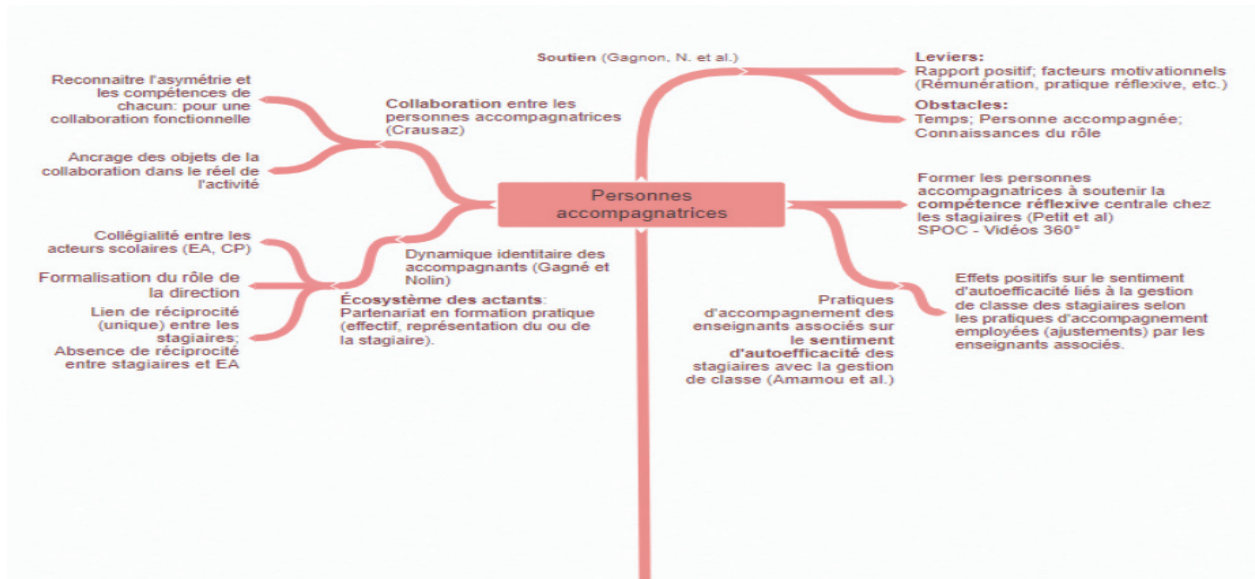 Soutien (Gagnon, N. et al.)
Leviers:
Rapport positif; facteurs motivationnels
(Rémunération, pratique réflexive, etc.)
Obstacles:
Temps; Personne accompagnée;
Connaissances du rôle
Reconnaitre l'asymétrie et
les compétences de
chacun: pour une
collaboration fonctionnelle
Collaboration entre les
personnes accompagnatrices
(Crausaz)
Ancrage des objets de la
collaboration dans le réel de
l'activité
Personnes
accompagnatrices
Former les personnes
accompagnatrices à soutenir la
compétence réflexive centrale chez
les stagiaires (Petit et al)
SPOC - Vidéos 360°
Collégialité entre les
acteurs scolaires (EA, CP)
Formalisation du rôle de
la direction
Lien de réciprocité
(unique) entre les
stagiaires;
Absence de réciprocité
entre stagiaires et EA
Dynamique identitaire des
accompagnants (Gagné et
Nolin)
Écosystème des actants:
Partenariat en formation pratique
(effectif, représentation du ou de
la stagiaire).
Pratiques
d'accompagnement des
enseignants associés sur
le sentiment
d'autoefficacité des
stagiaires avec la gestion
de classe (Amamou et al.)
Effets positifs sur le sentiment
d'autoefficacité liés à la gestion
de classe des stagiaires selon
les pratiques d'accompagnement
employées (ajustements) par les
enseignants associés.